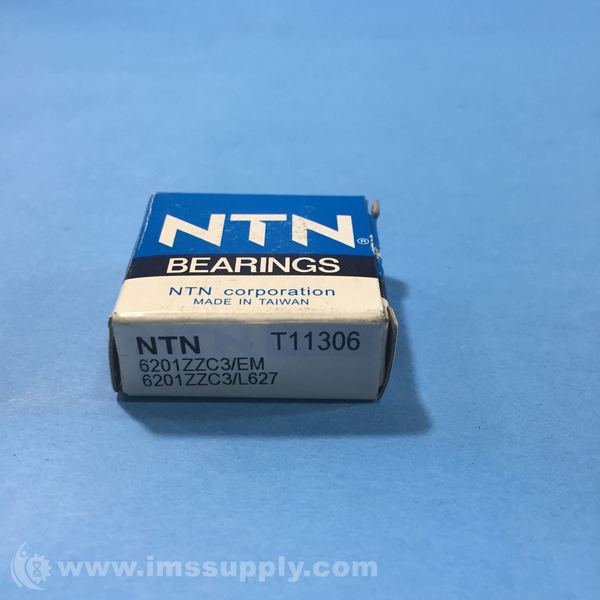 NTN®
BEARINGS
NTN corporation
MADE IN TAIWAN
NTN T11306
6201ZZC3/EM
6201ZZC3/L627
www.imssupply.com